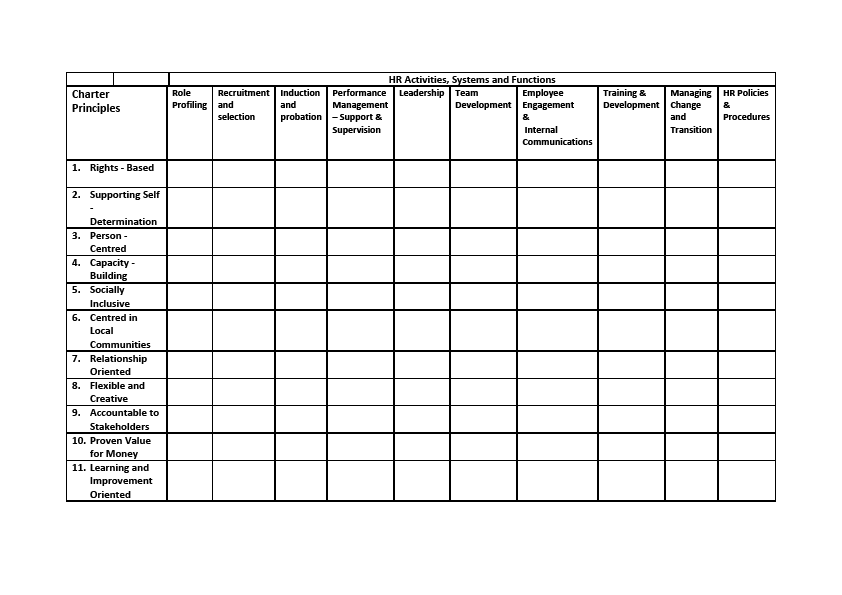 HR Activities, Systems and Functions
Charter
Principles
Role
Profiling
Recruitment
and
selection
Induction
and
probation
Performance
Management
– Support &
Supervision
Leadership
Team
Development
Employee
Engagement
&
Internal
Communications
Training &
Development
Managing
Change
and
Transition
HR Policies
&
Procedures
1. Rights - Based
2. Supporting Self
-
Determination
3. Person -
Centred
4. Capacity -
Building
5. Socially
Inclusive
6. Centred in
Local
Communities
7. Relationship
Oriented
8. Flexible and
Creative
9. Accountable to
Stakeholders
10. Proven Value
for Money
11. Learning and
Improvement
Oriented